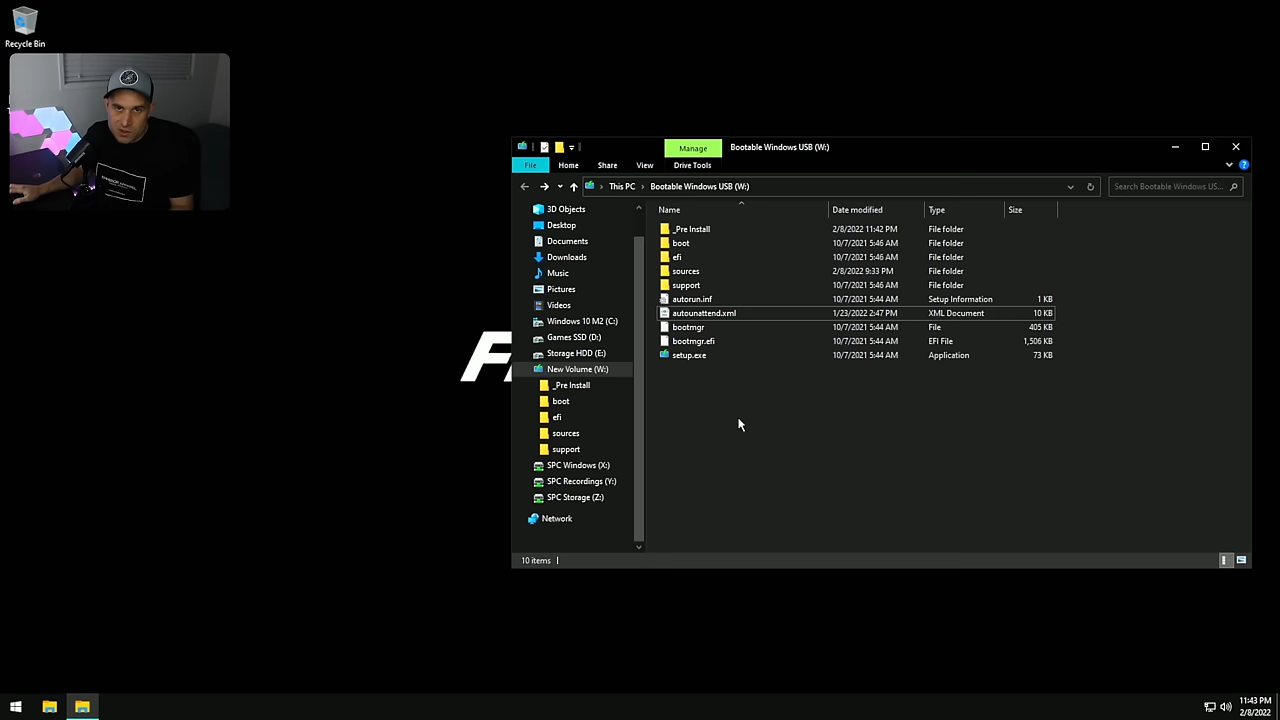 Recycle Bin
Manage
Bootable Windows USB (W:)
File
Home
Share
View
Drive Tools
This PC
Bootable Windows USB (W:)
Search Bootable Windows US...
3D Objects
Desktop
Documents
Downloads
Music
Pictures
Videos
Windows 10 M2 (C:)
Games SSD (D:)
Storage HDD (E:)
New Volume (W:)
_Pre Install
boot
efi
sources
support
SPC Windows (X:)
SPC Recordings (Y:)
SPC Storage (Z:)
Network
Name Date modified Type Size
_Pre Install 2/8/2022 11:42 PM File folder
boot 10/7/2021 5:46 AM File folder
efi 10/7/2021 5:46 AM File folder
sources 2/8/2022 9:33 PM File folder
support 10/7/2021 5:46 AM File folder
autorun.inf 10/7/2021 5:44 AM Setup Information 1 KB
autounattend.xml 1/23/2022 2:47 PM XML Document 10 KB
bootmgr 10/7/2021 5:44 AM File 405 KB
bootmgr.efi 10/7/2021 5:44 AM EFI File 1,506 KB
setup.exe 10/7/2021 5:44 AM Application 73 KB
10 items
11:43 PM
2/8/2022